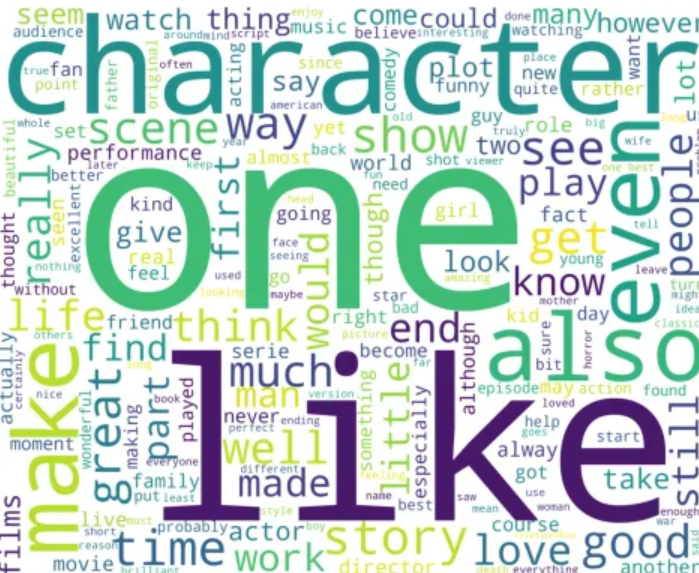 seem
watch
thing
come
could
done
many
enjoy
audience
around
mind
script
music
believe
interesting
watching
however
character
true
fan
point
father
original
often
acting
since
say
american
comedy
plot
funny
place
new
quite
rather
want
lot
whole
set
scene
way
year
yet
old
show
guy
truly
role
big
long
performance
later
better
keep
almost
back
world
shot
viewer
two
see
wife
one best
beautiful
really
seen
excellent
first
fun
need
play
even
people
one
kind
give
real
feel
head
going
face
seeing
though
girl
look
amazing
fact
get
young
tell
leave
thought
nothing
without
used
looking
go
maybe
would
star
bad
know
mother
kid
day
idea
classic
life
friend
think
right
picture
end
also
sure
bit
horror
others
actually
certainly
nice
make
find
song
great
wonderful
making
part
book
played
serie
much
man
version
become
far
although
like
never
ending
perfect
well
something
little
especially
episode
may
action
found
loved
help
goes
start
still
moment
everyone
different
made
feeling
name
best
saw
alway
got
use
take
family
put
least
style
mean
woman
enough
films
live
must
short
reason
time
probably
actor
boy
story
course
war
love
good
movie
brilliant
work
director
death
everything
another